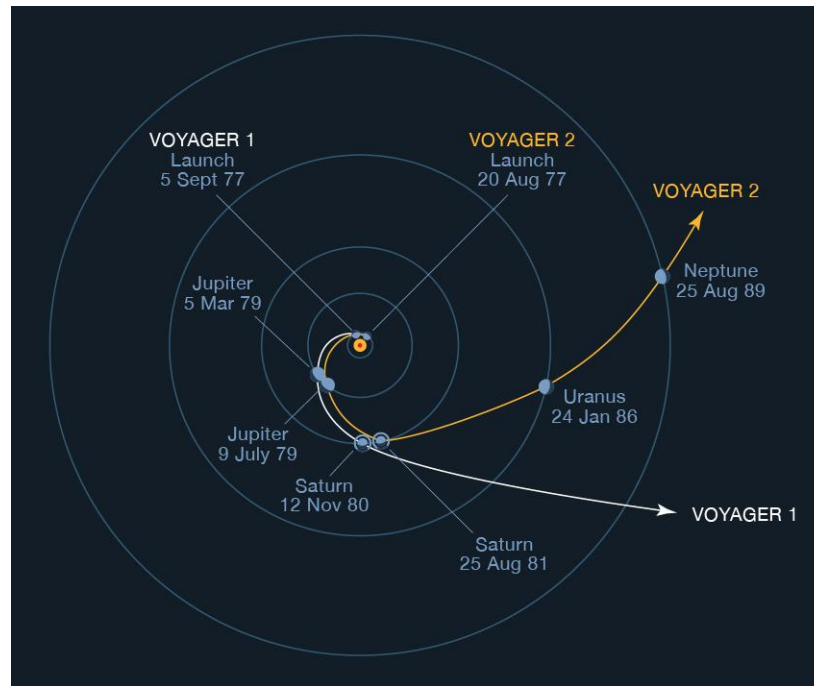 VOYAGER 1
Launch
5 Sept 77
VOYAGER 2
Launch
20 Aug 77
VOYAGER 2
Neptune
25 Aug 89
Jupiter
5 Mar 79
Uranus
24 Jan 86
Jupiter
9 July 79
Saturn
12 Nov 80
VOYAGER 1
Saturn
25 Aug 81